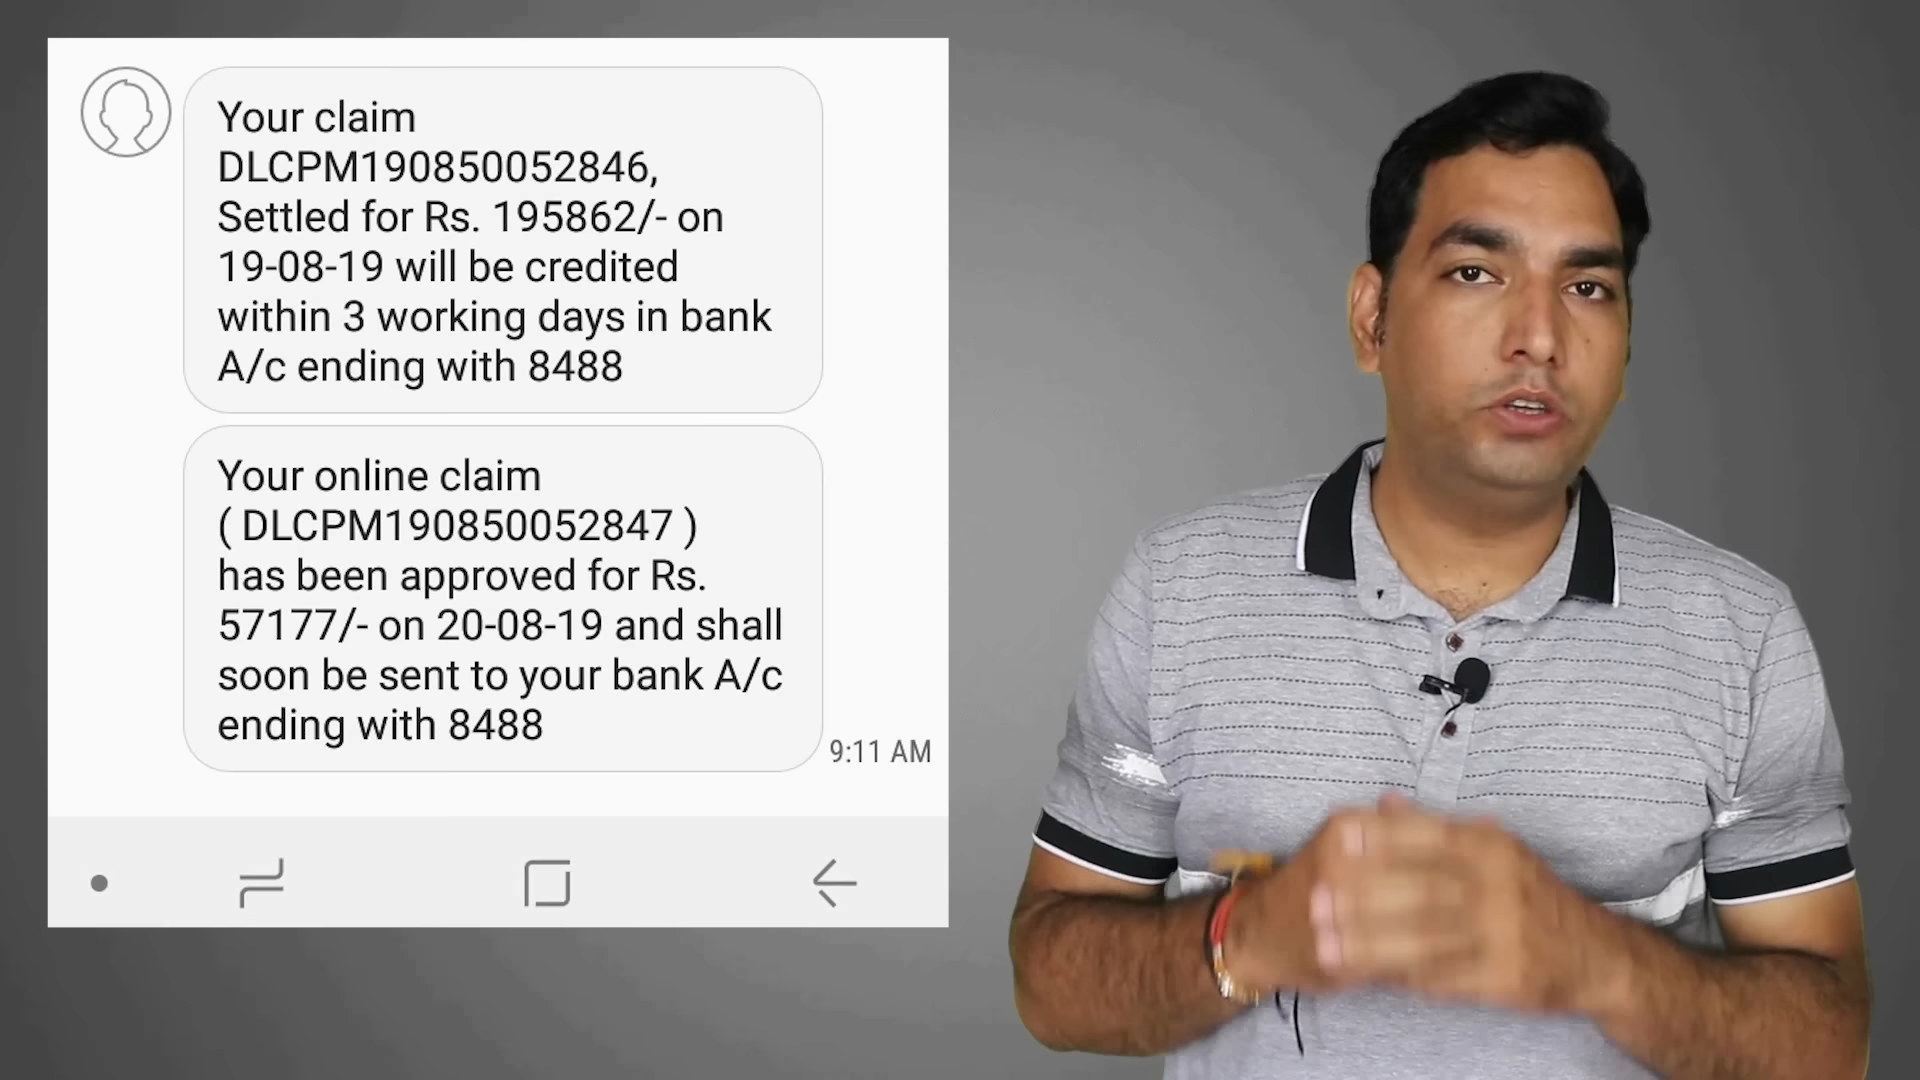 Your claim
DLCPM190850052846,
Settled for Rs. 195862/- on
19-08-19 will be credited
within 3 working days in bank
A/c ending with 8488
Your online claim
( DLCPM190850052847 )
has been approved for Rs.
57177/- on 20-08-19 and shall
soon be sent to your bank A/c
ending with 8488
9:11 AM